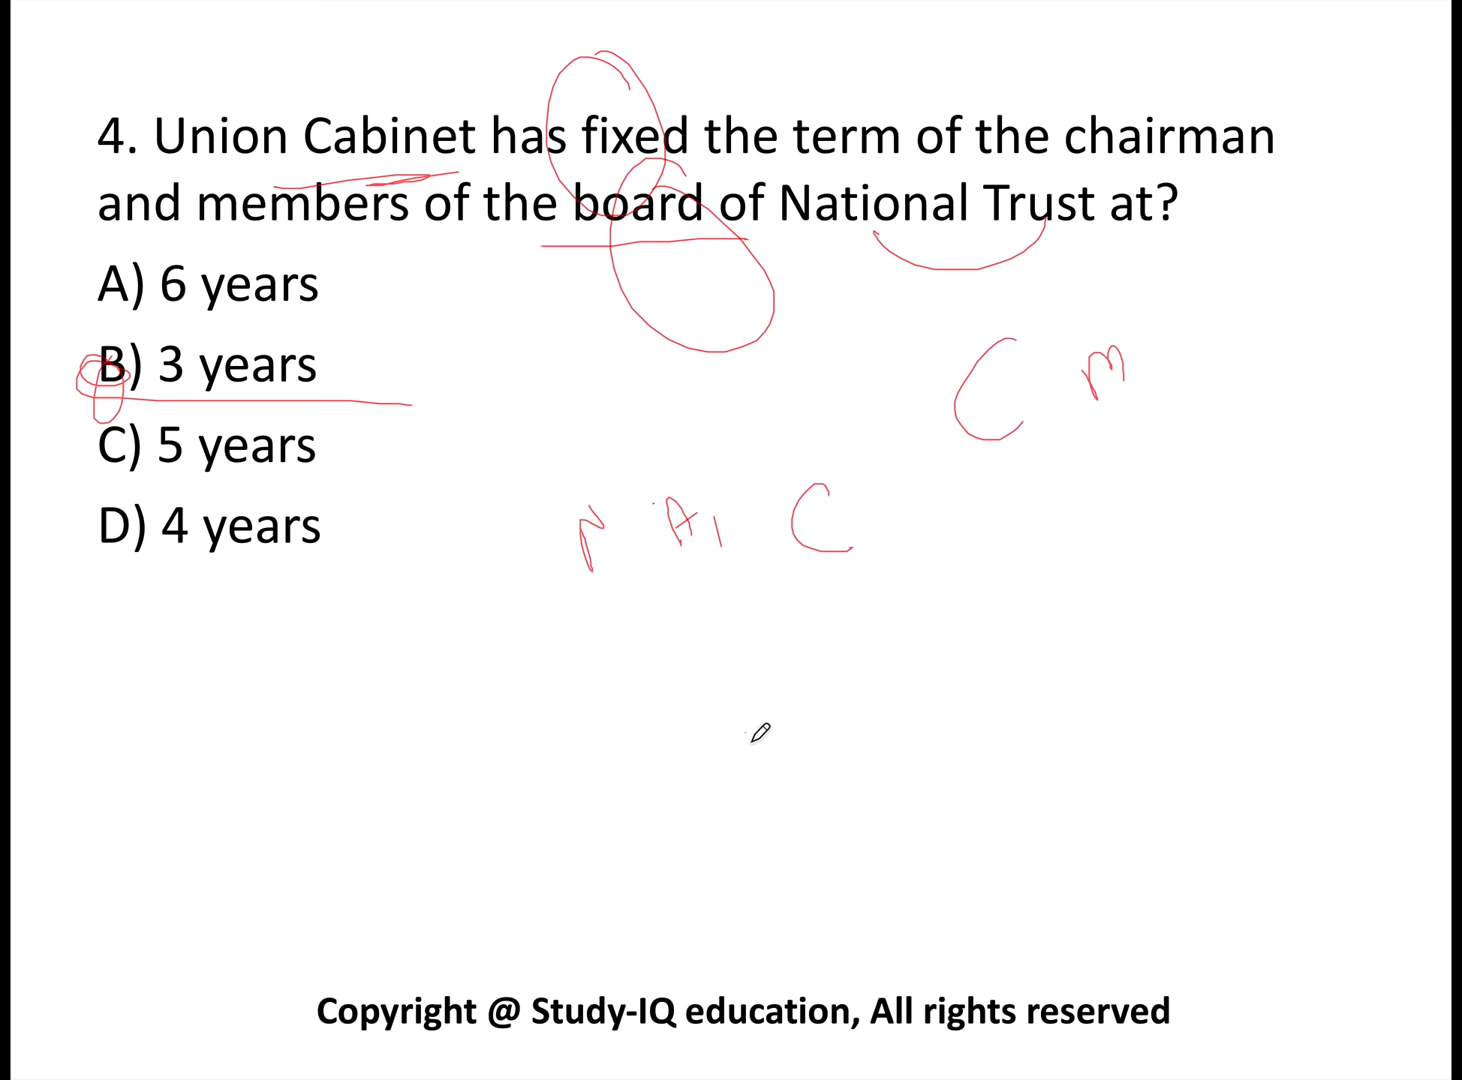 4. Union Cabinet has fixed the term of the chairman
and members of the board of National Trust at?
A) 6 years
B) 3 years
C m
C) 5 years
D) 4 years
N A, C
Copyright @ Study-IQ education, All rights reserved